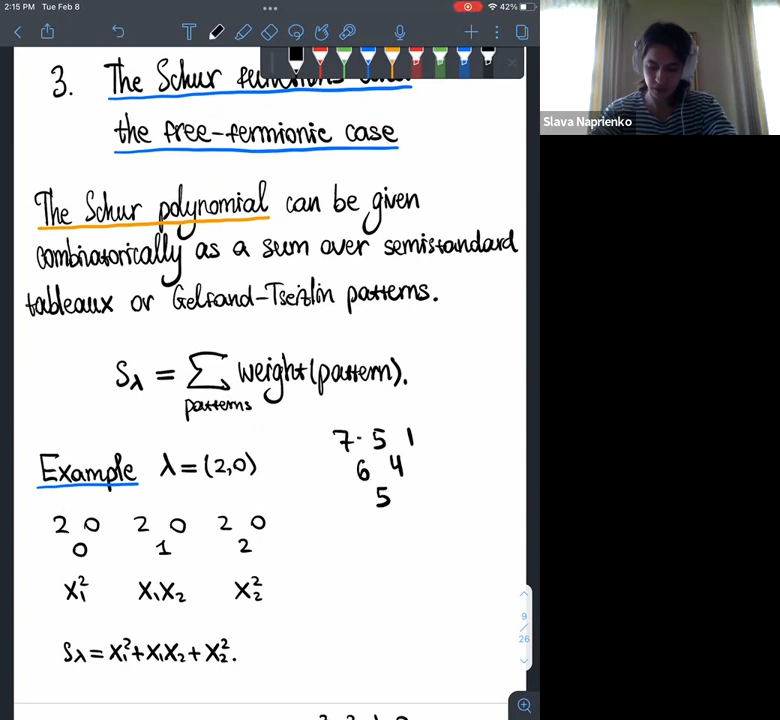 2:15 PM Tue Feb 8
42%
3. The Schur functions and
the free-fermionic case
Slava Naprienko
The Schur polynomial can be given
combinatorically as a sum over semistandard
tableaux or Gelfand-Tsetlin patterns.
Sλ = ∑ weight(pattern).
patterns
Example λ = (2,0)
7 · 5 1
6 4
5
2 0 2 0 2 0
0 1 2
x₁² x₁x₂ x₂²
Sλ = x₁² + x₁x₂ + x₂².
9
/
26